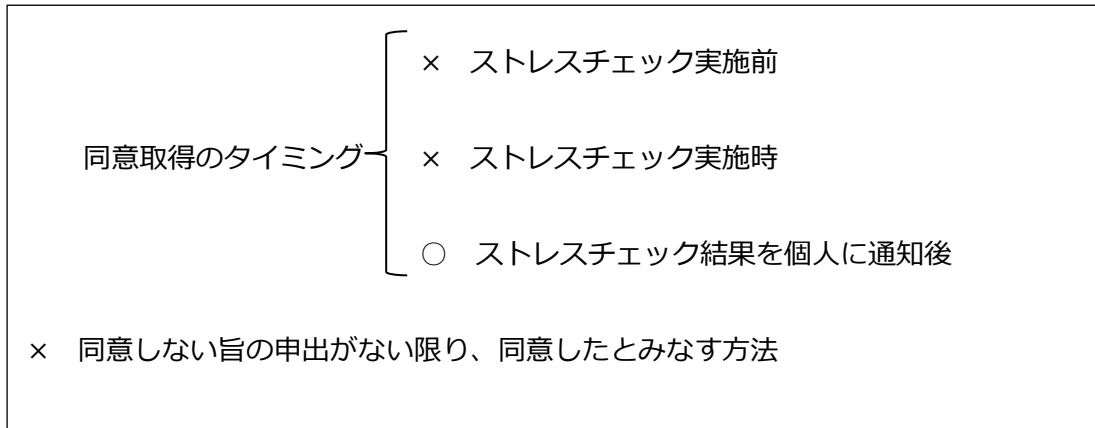 × ストレスチェック実施前
同意取得のタイミング
× ストレスチェック実施時
○ ストレスチェック結果を個人に通知後
× 同意しない旨の申出がない限り、同意したとみなす方法